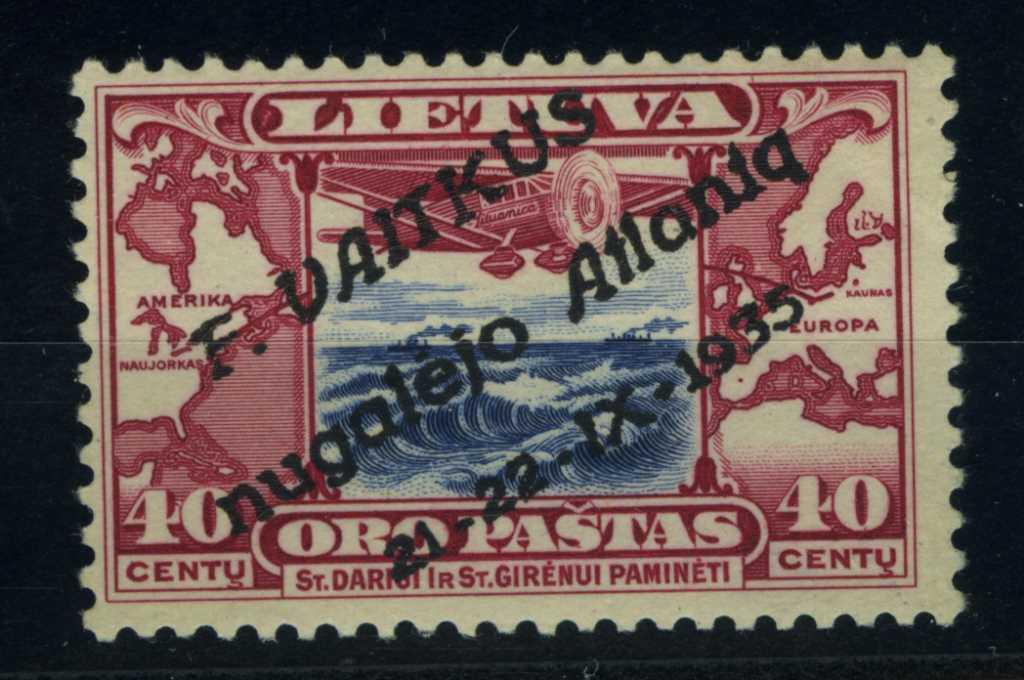 LIETUVA
F. VAITKUS
nugalėjo Atlantą
21-22-IX-1935
Lituanica
AMERIKA
NAUJORKAS
KAUNAS
EUROPA
40
CENTŲ
ORO PAŠTAS
ST. DARIUI IR ST. GIRĖNUI PAMINĖTI
40
CENTŲ